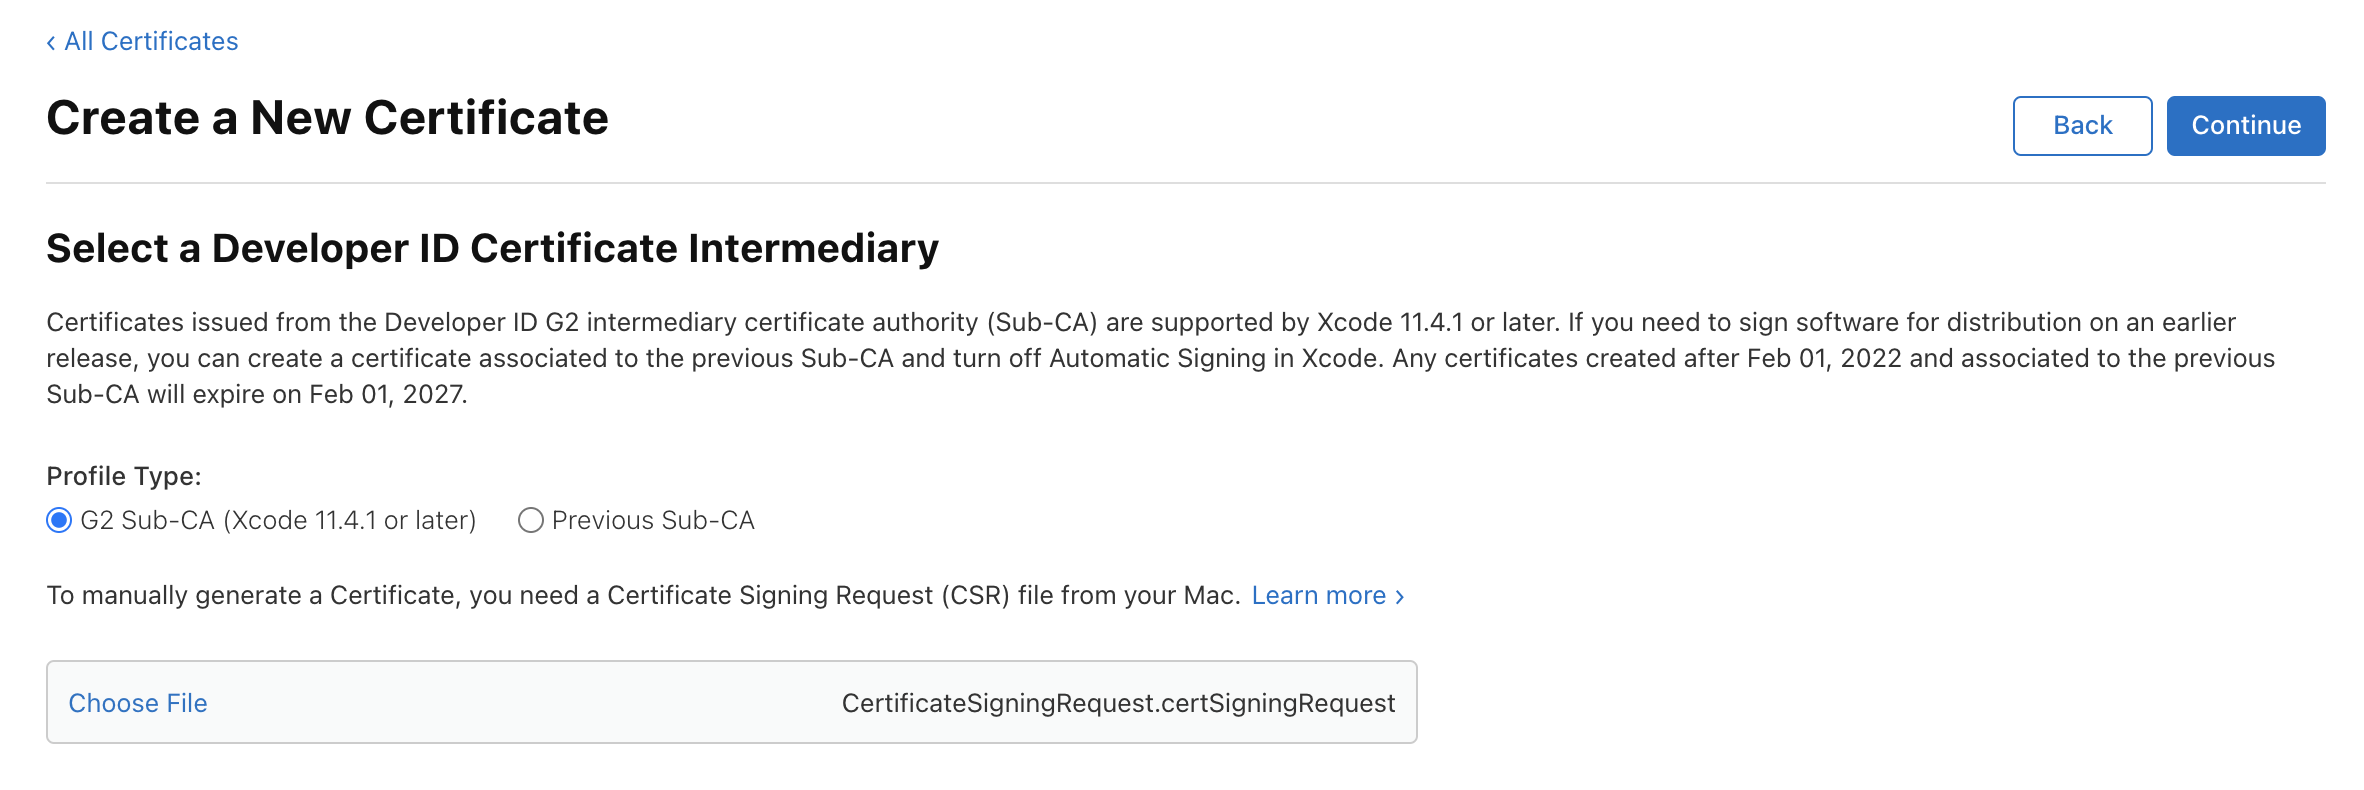 ‹ All Certificates
Create a New Certificate
Back
Continue
Select a Developer ID Certificate Intermediary
Certificates issued from the Developer ID G2 intermediary certificate authority (Sub-CA) are supported by Xcode 11.4.1 or later. If you need to sign software for distribution on an earlier
release, you can create a certificate associated to the previous Sub-CA and turn off Automatic Signing in Xcode. Any certificates created after Feb 01, 2022 and associated to the previous
Sub-CA will expire on Feb 01, 2027.
Profile Type:
G2 Sub-CA (Xcode 11.4.1 or later)
Previous Sub-CA
To manually generate a Certificate, you need a Certificate Signing Request (CSR) file from your Mac. Learn more ›
Choose File
CertificateSigningRequest.certSigningRequest